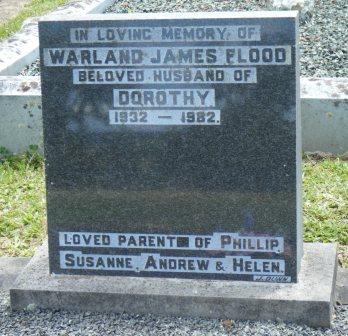 IN LOVING MEMORY OF
WARLAND JAMES FLOOD
BELOVED HUSBAND OF
DOROTHY
1932 — 1982.
LOVED PARENT OF PHILLIP,
SUSANNE, ANDREW & HELEN.